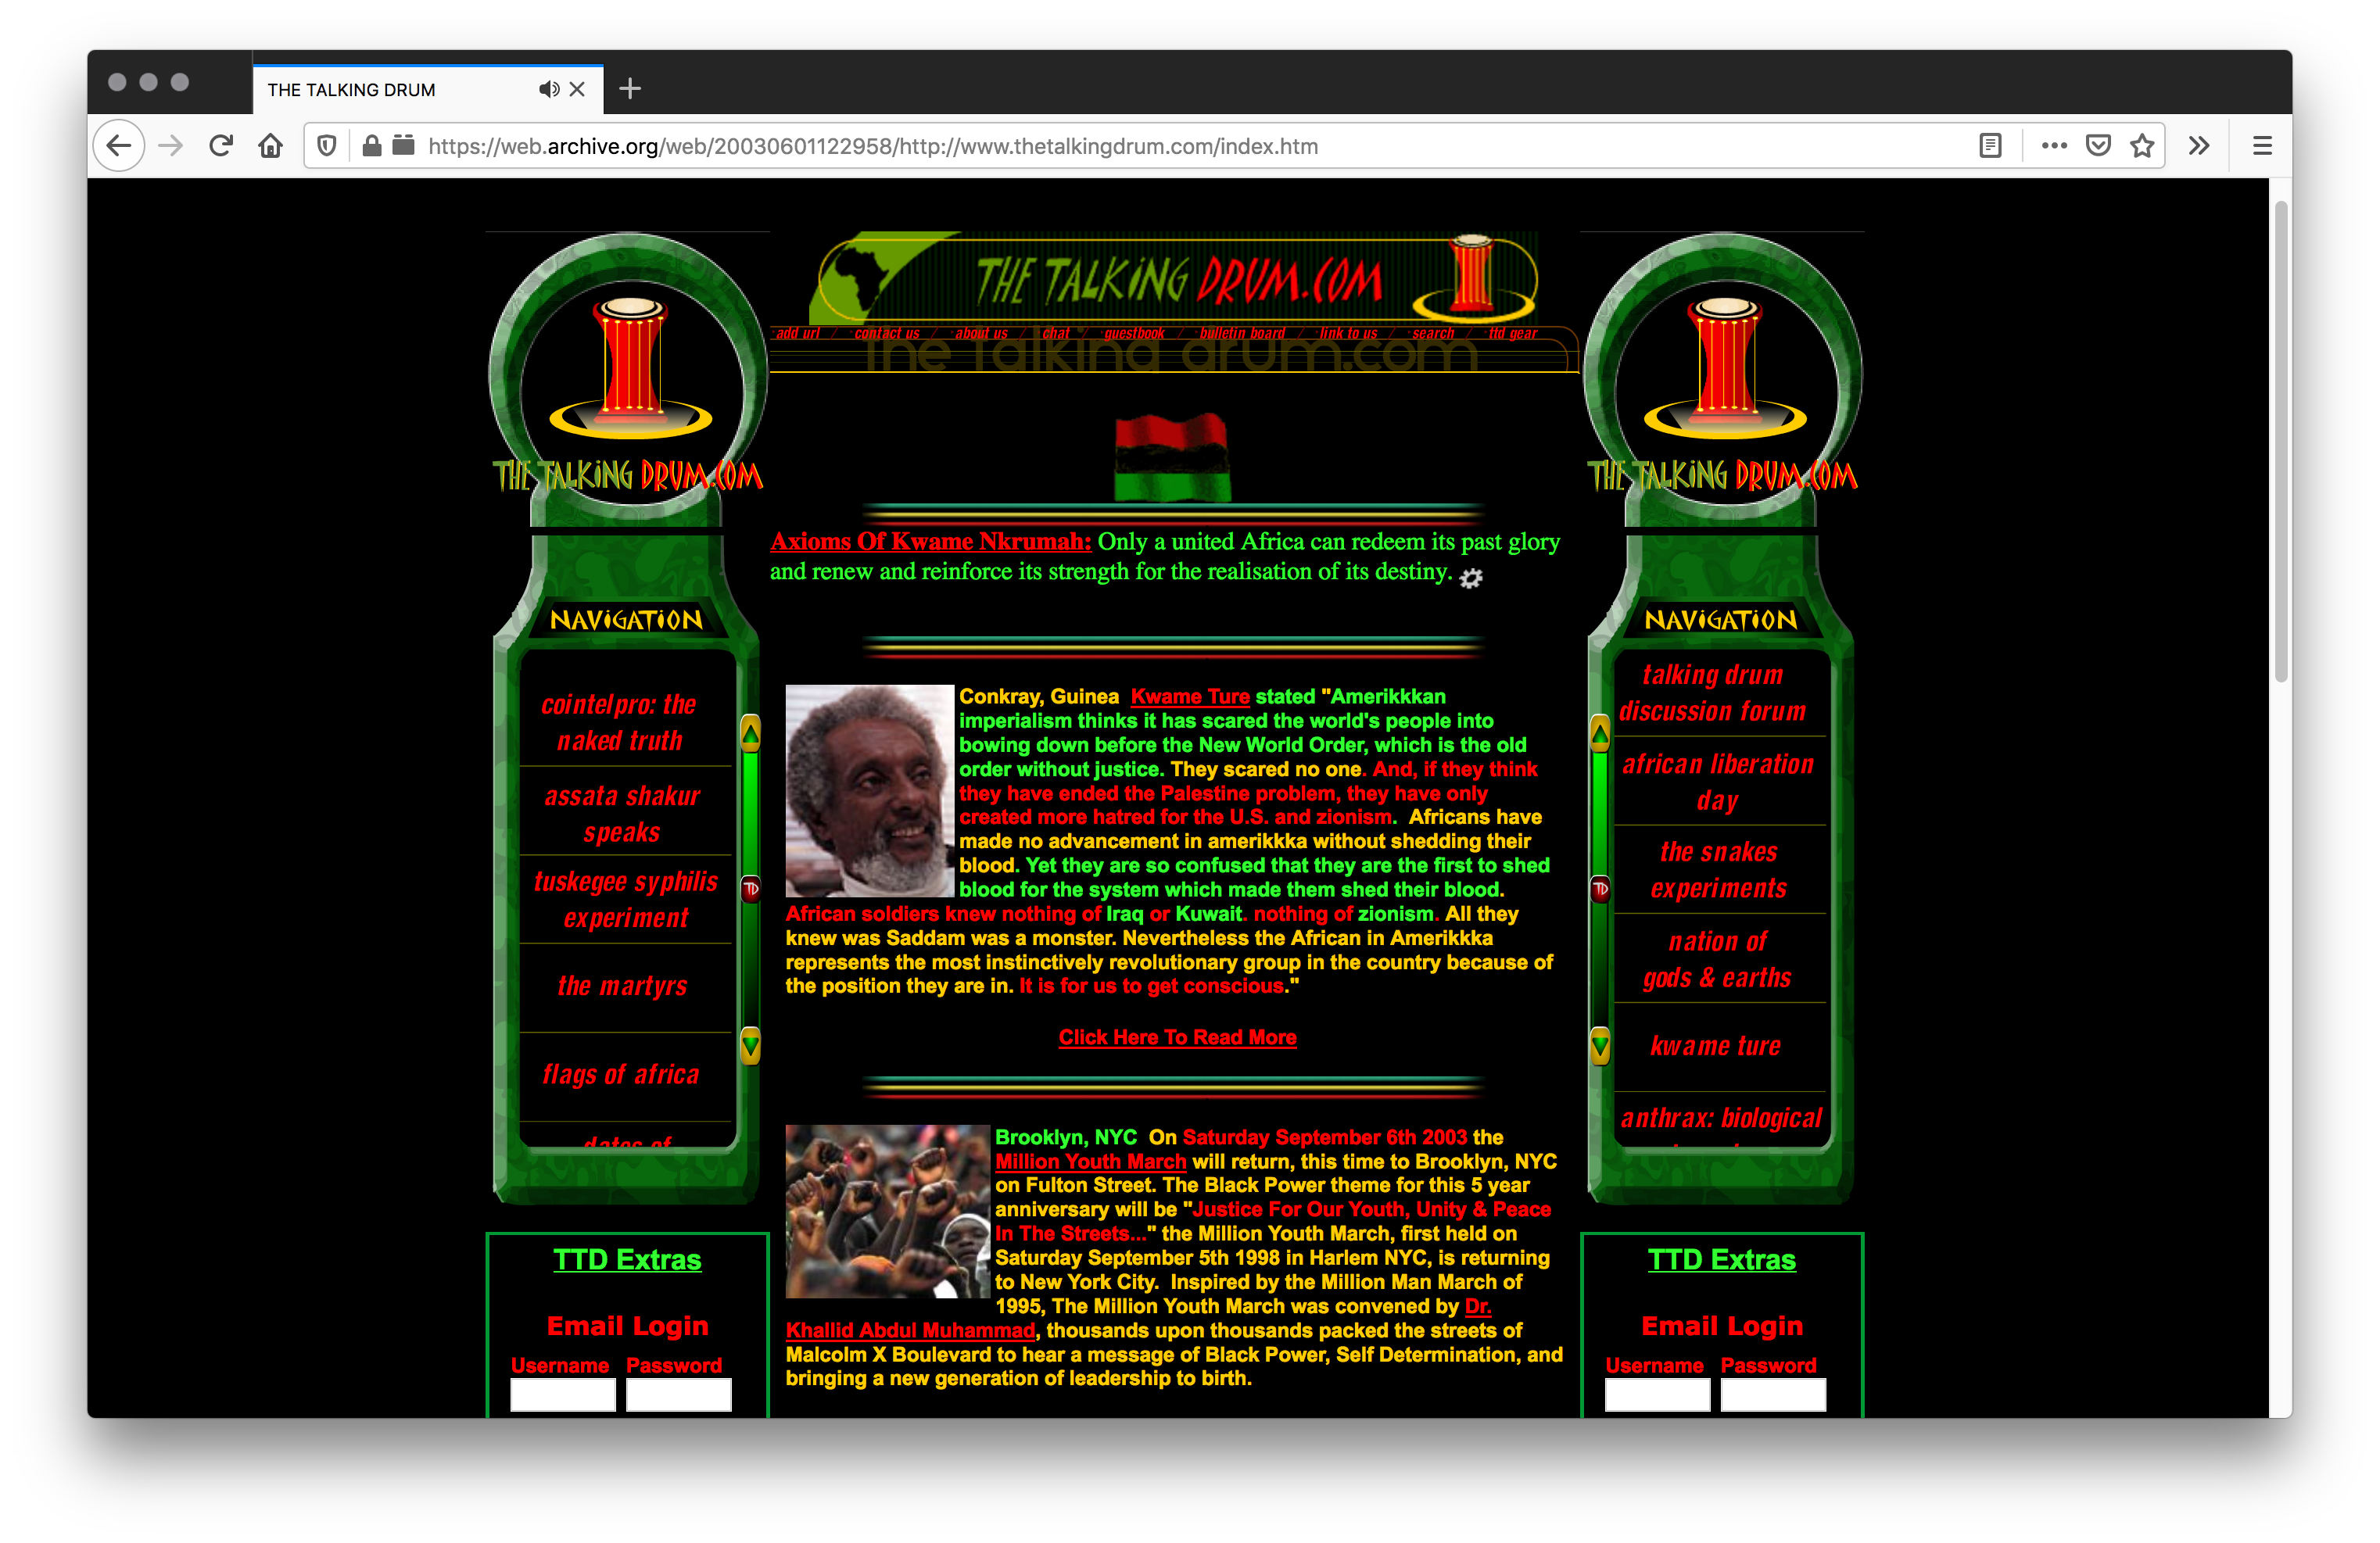 THE TALKING DRUM
https://web.archive.org/web/20030601122958/http://www.thetalkingdrum.com/index.htm
THE TALKING DRUM.COM
THE TALKING DRUM.COM
add url / contact us / about us / chat / guestbook / bulletin board / link to us / search / ttd gear
the talking drum.com
THE TALKING DRUM.COM
NAVIGATION
cointelpro: the
naked truth
assata shakur
speaks
tuskegee syphilis
experiment
the martyrs
flags of africa
dates of
TTD Extras
Email Login
Username Password
Axioms Of Kwame Nkrumah: Only a united Africa can redeem its past glory
and renew and reinforce its strength for the realisation of its destiny.
Conkray, Guinea Kwame Ture stated "Amerikkkan
imperialism thinks it has scared the world's people into
bowing down before the New World Order, which is the old
order without justice. They scared no one. And, if they think
they have ended the Palestine problem, they have only
created more hatred for the U.S. and zionism. Africans have
made no advancement in amerikkka without shedding their
blood. Yet they are so confused that they are the first to shed
blood for the system which made them shed their blood.
African soldiers knew nothing of Iraq or Kuwait. nothing of zionism. All they
knew was Saddam was a monster. Nevertheless the African in Amerikkka
represents the most instinctively revolutionary group in the country because of
the position they are in. It is for us to get conscious."
Click Here To Read More
Brooklyn, NYC On Saturday September 6th 2003 the
Million Youth March will return, this time to Brooklyn, NYC
on Fulton Street. The Black Power theme for this 5 year
anniversary will be "Justice For Our Youth, Unity & Peace
In The Streets..." the Million Youth March, first held on
Saturday September 5th 1998 in Harlem NYC, is returning
to New York City. Inspired by the Million Man March of
1995, The Million Youth March was convened by Dr.
Khallid Abdul Muhammad, thousands upon thousands packed the streets of
Malcolm X Boulevard to hear a message of Black Power, Self Determination, and
bringing a new generation of leadership to birth.
NAVIGATION
talking drum
discussion forum
african liberation
day
the snakes
experiments
nation of
gods & earths
kwame ture
anthrax: biological
TTD Extras
Email Login
Username Password
TD
TD